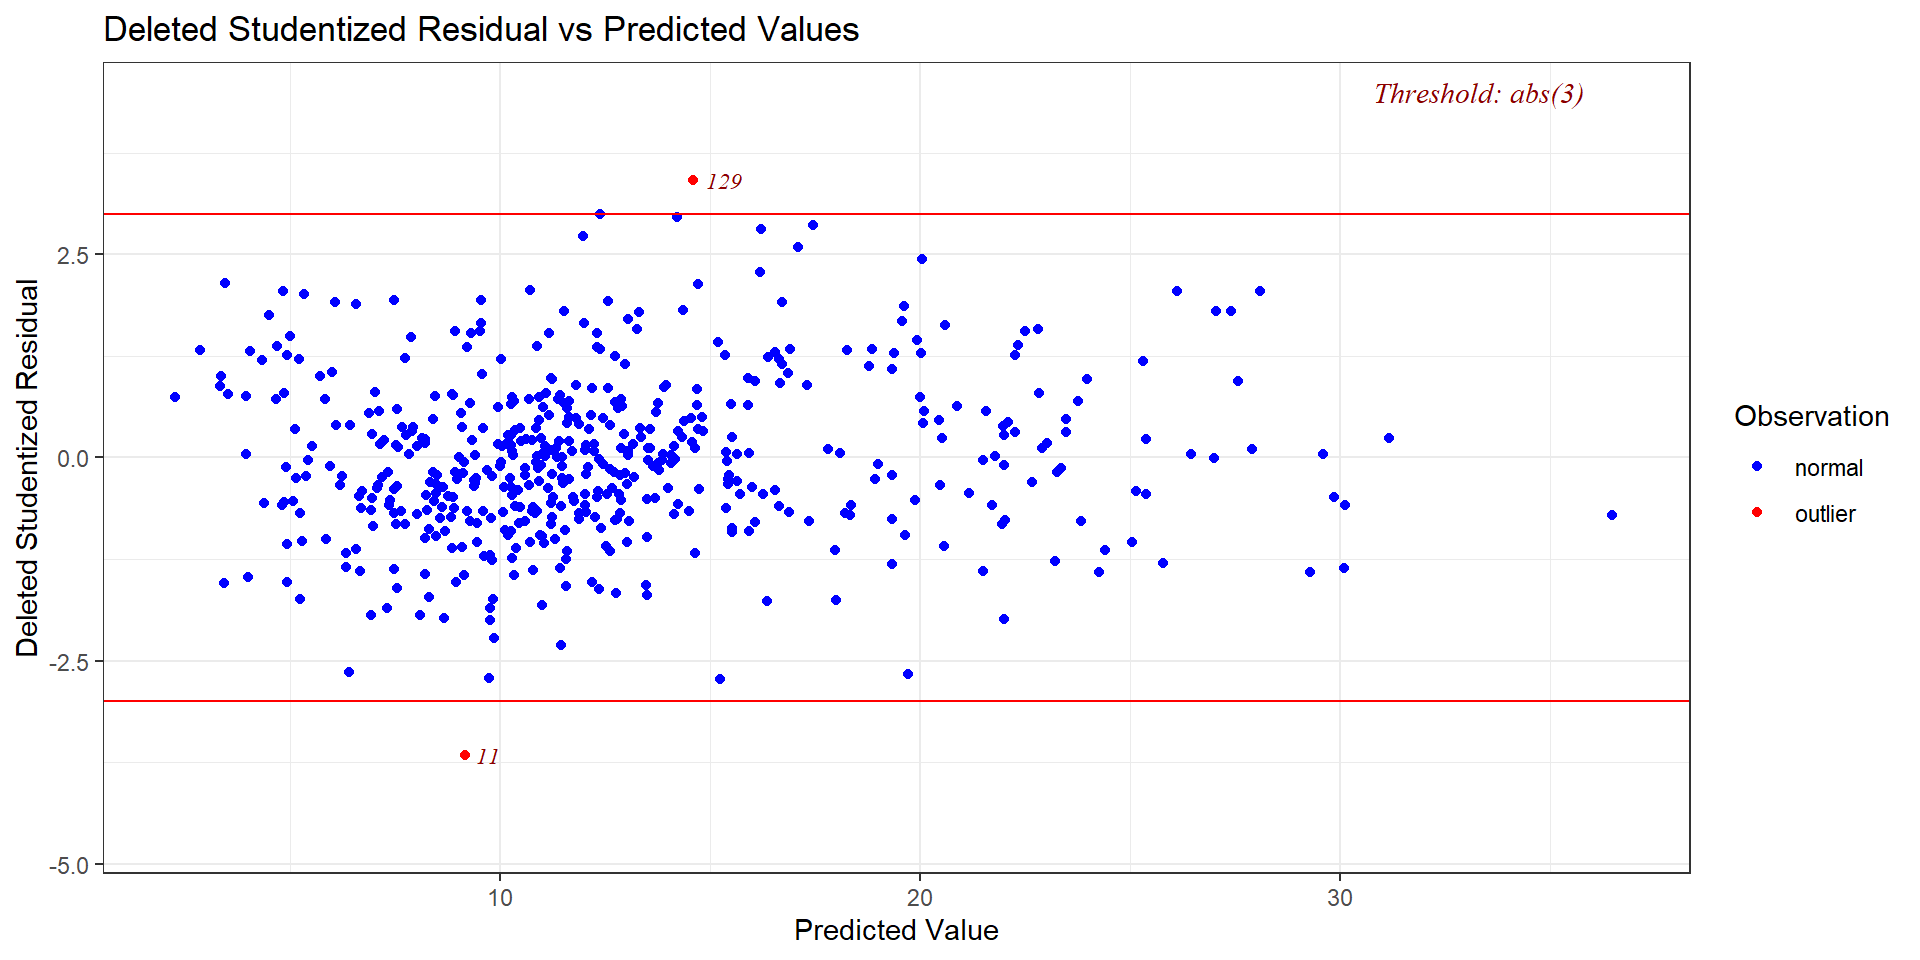 Deleted Studentized Residual vs Predicted Values
Threshold: abs(3)
129
11
2.5
0.0
-2.5
-5.0
10
20
30
Predicted Value
Deleted Studentized Residual
Observation
normal
outlier